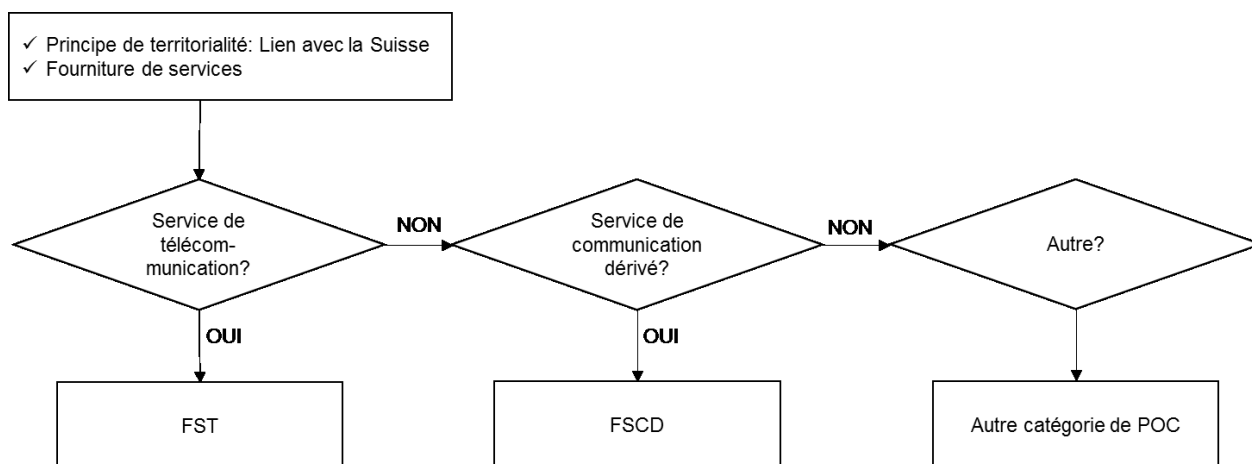 ✓ Principe de territorialité: Lien avec la Suisse
✓ Fourniture de services
Service de
télécom-
munication?
NON
Service de
communication
dérivé?
NON
Autre?
OUI
OUI
FST
FSCD
Autre catégorie de POC